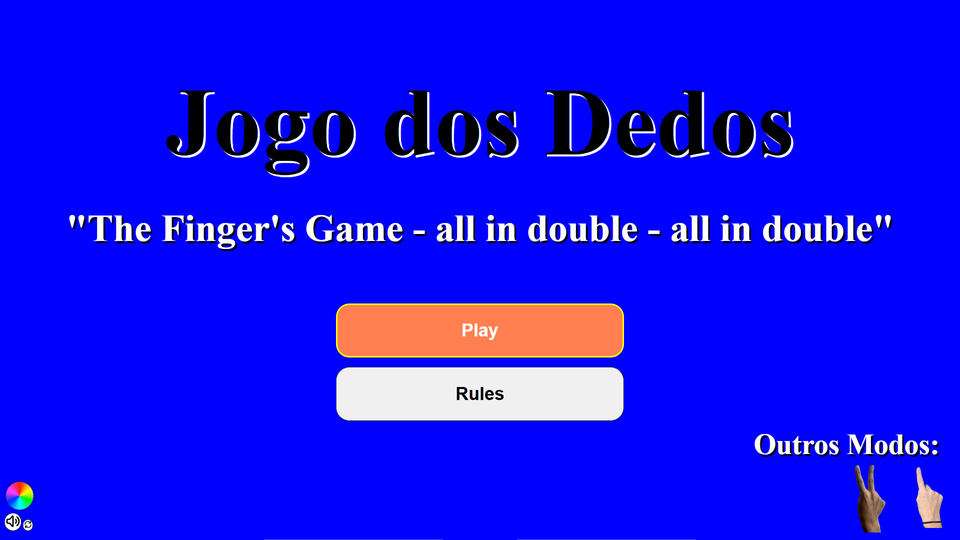 Jogo dos Dedos
"The Finger's Game - all in double - all in double"
Play
Rules
Outros Modos: